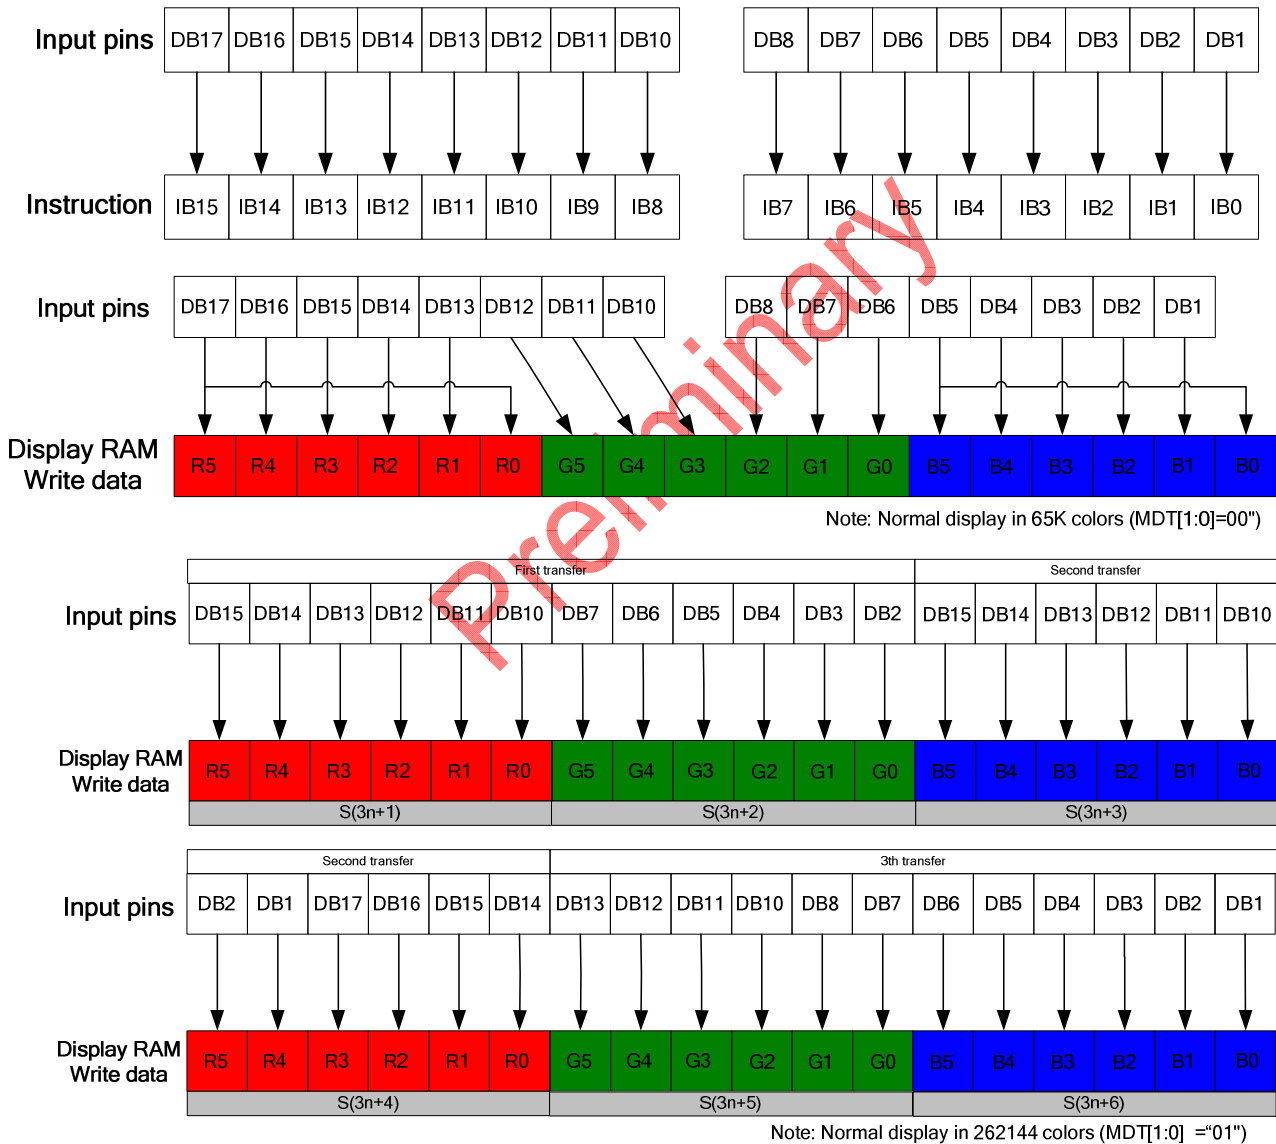 Input pins DB17 DB16 DB15 DB14 DB13 DB12 DB11 DB10 DB8 DB7 DB6 DB5 DB4 DB3 DB2 DB1
Instruction IB15 IB14 IB13 IB12 IB11 IB10 IB9 IB8 IB7 IB6 IB5 IB4 IB3 IB2 IB1 IB0
Input pins DB17 DB16 DB15 DB14 DB13 DB12 DB11 DB10 DB8 DB7 DB6 DB5 DB4 DB3 DB2 DB1
Display RAM
Write data
R5 R4 R3 R2 R1 R0 G5 G4 G3 G2 G1 G0 B5 B4 B3 B2 B1 B0
Note: Normal display in 65K colors (MDT[1:0]=00")
Preliminary
First transfer Second transfer
Input pins DB15 DB14 DB13 DB12 DB11 DB10 DB7 DB6 DB5 DB4 DB3 DB2 DB15 DB14 DB13 DB12 DB11 DB10
Display RAM
Write data
R5 R4 R3 R2 R1 R0 G5 G4 G3 G2 G1 G0 B5 B4 B3 B2 B1 B0
S(3n+1) S(3n+2) S(3n+3)
Second transfer 3th transfer
Input pins DB2 DB1 DB17 DB16 DB15 DB14 DB13 DB12 DB11 DB10 DB8 DB7 DB6 DB5 DB4 DB3 DB2 DB1
Display RAM
Write data
R5 R4 R3 R2 R1 R0 G5 G4 G3 G2 G1 G0 B5 B4 B3 B2 B1 B0
S(3n+4) S(3n+5) S(3n+6)
Note: Normal display in 262144 colors (MDT[1:0] =“01")